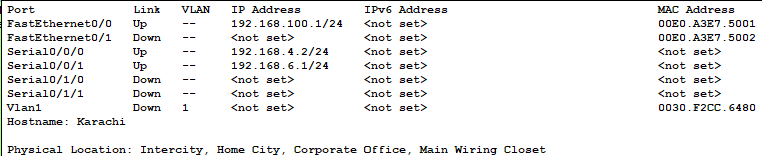 Port Link VLAN IP Address IPv6 Address MAC Address
FastEthernet0/0 Up -- 192.168.100.1/24 <not set> 00E0.A3E7.5001
FastEthernet0/1 Down -- <not set> <not set> 00E0.A3E7.5002
Serial0/0/0 Up -- 192.168.4.2/24 <not set> <not set>
Serial0/0/1 Up -- 192.168.6.1/24 <not set> <not set>
Serial0/1/0 Down -- <not set> <not set> <not set>
Serial0/1/1 Down -- <not set> <not set> <not set>
Vlan1 Down 1 <not set> <not set> 0030.F2CC.6480
Hostname: Karachi
Physical Location: Intercity, Home City, Corporate Office, Main Wiring Closet